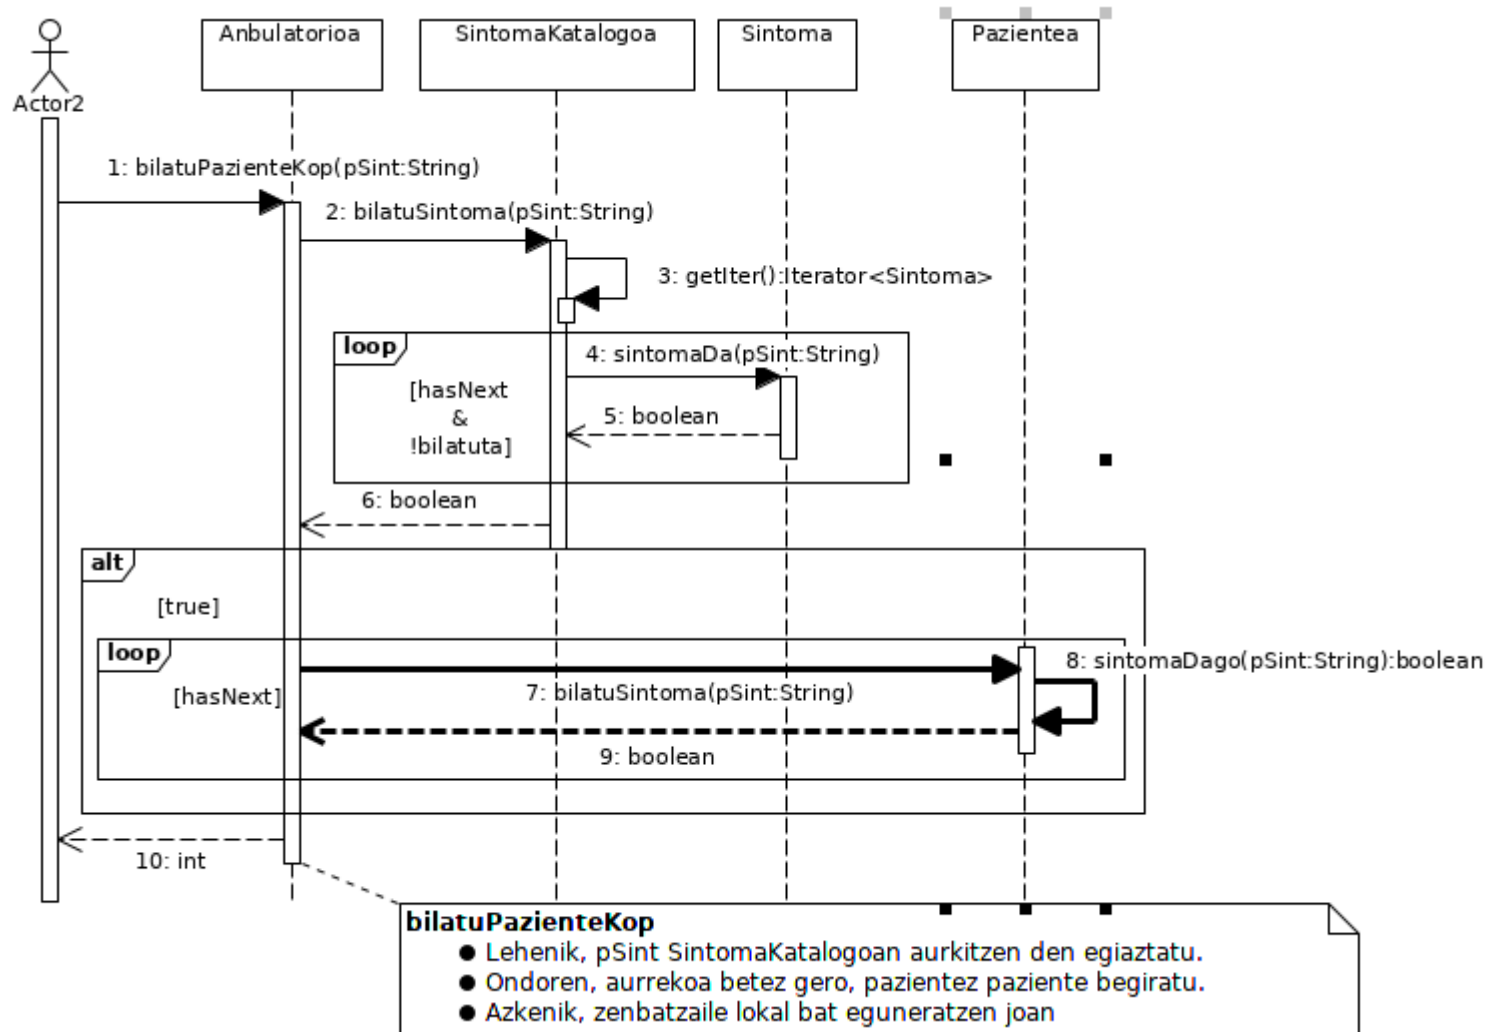 Actor2
Anbulatorioa
SintomaKatalogoa
Sintoma
Pazientea
1: bilatuPazienteKop(pSint:String)
2: bilatuSintoma(pSint:String)
3: getIter():Iterator<Sintoma>
loop
4: sintomaDa(pSint:String)
[hasNext
&
!bilatuta]
5: boolean
6: boolean
alt
[true]
loop
8: sintomaDago(pSint:String):boolean
[hasNext]
7: bilatuSintoma(pSint:String)
9: boolean
10: int
bilatuPazienteKop
● Lehenik, pSint SintomaKatalogoan aurkitzen den egiaztatu.
● Ondoren, aurrekoa betez gero, pazientez paziente begiratu.
● Azkenik, zenbatzaile lokal bat eguneratzen joan